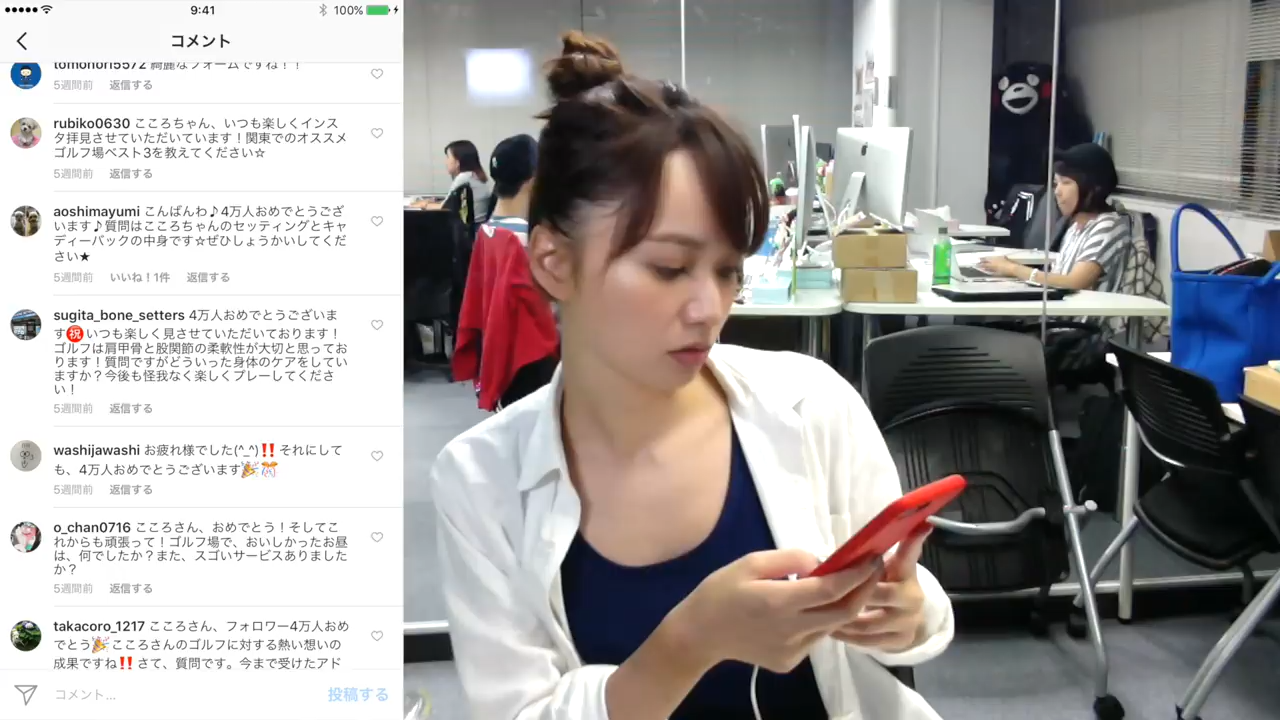 9:41
100%
コメント
tomohori5572 綺麗なフォームですね！！
5週間前 返信する
rubiko0630 こころちゃん、いつも楽しくインス
タ拝見させていただいています！関東でのオススメ
ゴルフ場ベスト3を教えてください☆
5週間前 返信する
aoshimayumi こんばんわ♪4万人おめでとうござ
います♪質問はこころちゃんのセッティングとキャ
ディーバックの中身です☆ぜひしょうかいしてくだ
さい★
5週間前 いいね！1件 返信する
sugita_bone_setters 4万人おめでとうございま
す㊗️いつも楽しく見させていただいております！
ゴルフは肩甲骨と股関節の柔軟性が大切と思ってお
ります！質問ですがどういった身体のケアをしてい
ますか？今後も怪我なく楽しくプレーしてくださ
い！
5週間前 返信する
washijawashi お疲れ様でした(^_^)‼️それにして
も、4万人おめでとうございます🎉🎊
5週間前 返信する
o_chan0716 こころさん、おめでとう！そしてこ
れからも頑張って！ゴルフ場で、おいしかったお昼
は、何でしたか？また、スゴいサービスありました
か？
5週間前 返信する
takacoro_1217 こころさん、フォロワー4万人おめ
でとう🎉こころさんのゴルフに対する熱い想いの
成果ですね‼️さて、質問です。今まで受けたアド
コメント... 投稿する